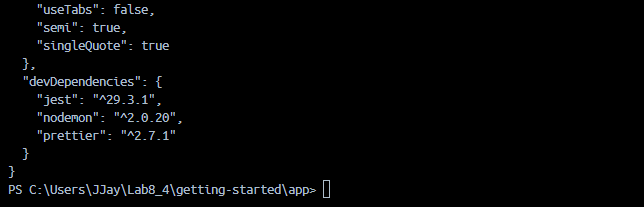 "useTabs": false,
"semi": true,
"singleQuote": true
},
"devDependencies": {
"jest": "^29.3.1",
"nodemon": "^2.0.20",
"prettier": "^2.7.1"
}
}
PS C:\Users\JJay\Lab8_4\getting-started\app>